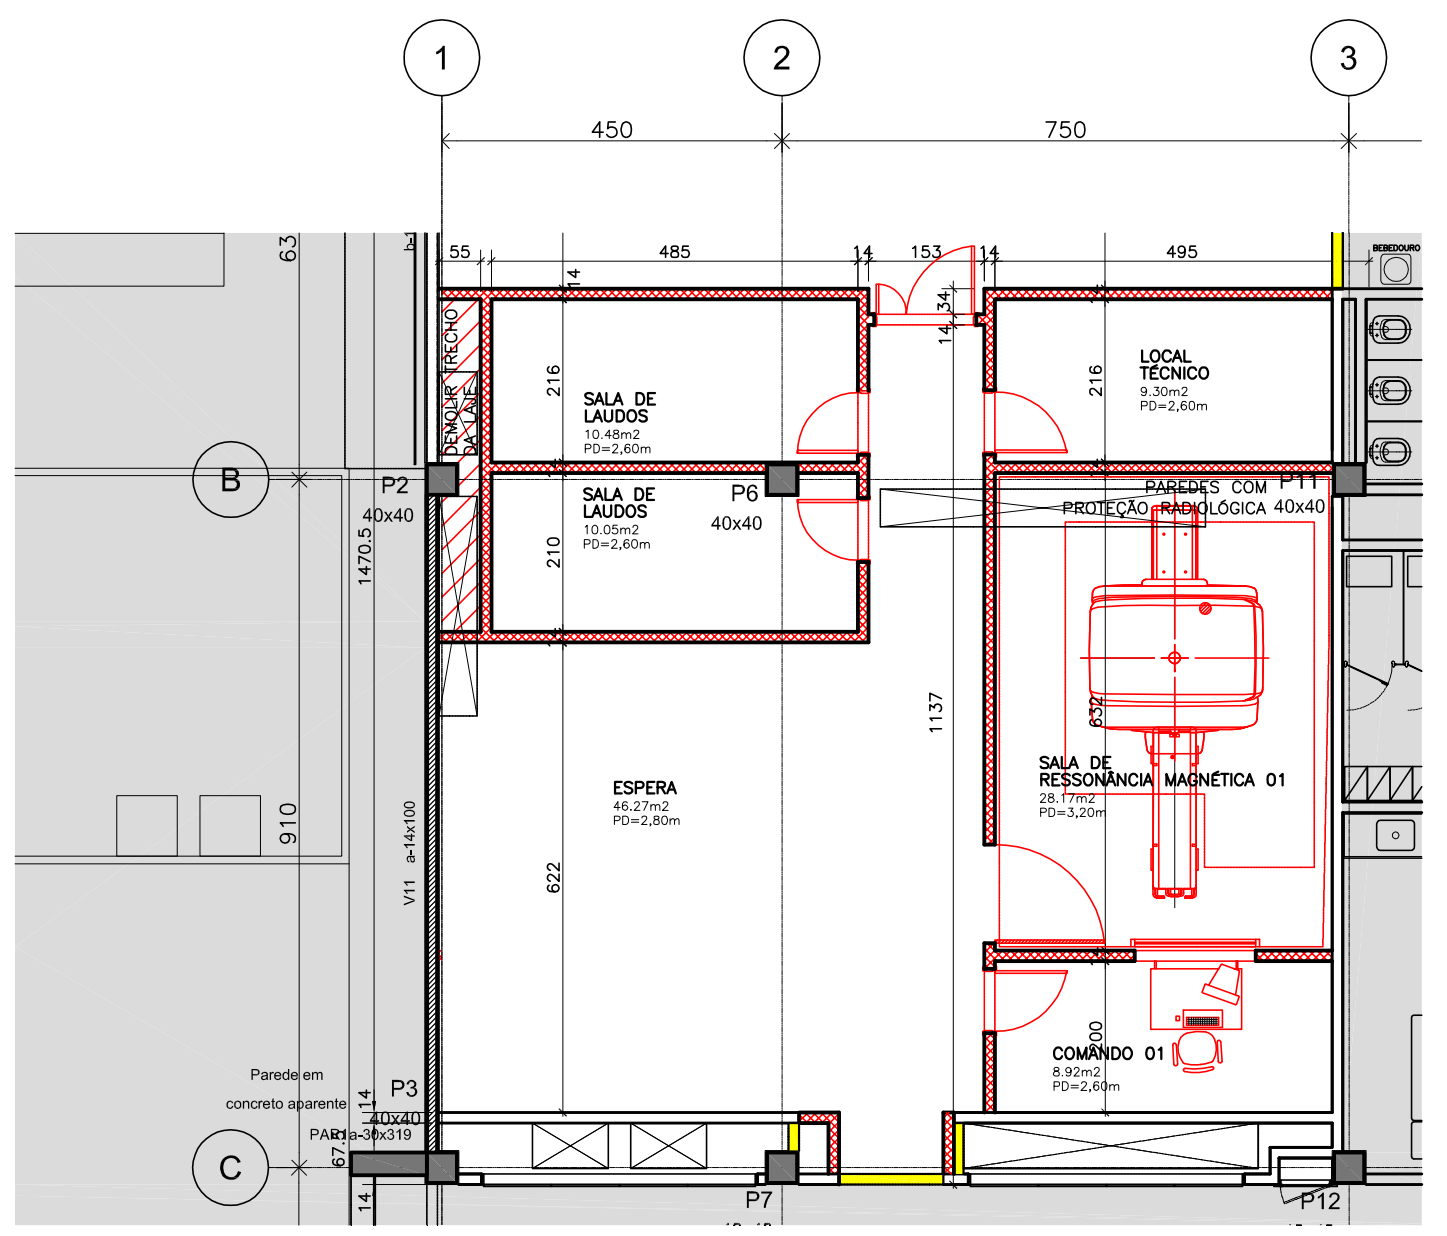 1
2
3
450
750
63
b-1
55
485
14
153
14
495
BEBEDOURO
14
34
14
DEMOLIR TRECHO
DA LAJE
216
SALA DE
LAUDOS
10.48m2
PD=2,60m
216
LOCAL
TÉCNICO
9.30m2
PD=2,60m
B
P2
40x40
P6
40x40
P11
40x40
PAREDES COM
PROTEÇÃO RADIOLÓGICA
SALA DE
LAUDOS
10.05m2
PD=2,60m
210
1470.5
1137
632
SALA DE
RESSONÂNCIA MAGNÉTICA 01
28.17m2
PD=3,20m
ESPERA
46.27m2
PD=2,80m
910
V11 a-14x100
622
200
COMANDO 01
8.92m2
PD=2,60m
Parede em
concreto aparente
P3
40x40
14
PAR1a-30x319
67.5
C
14
P7
P12